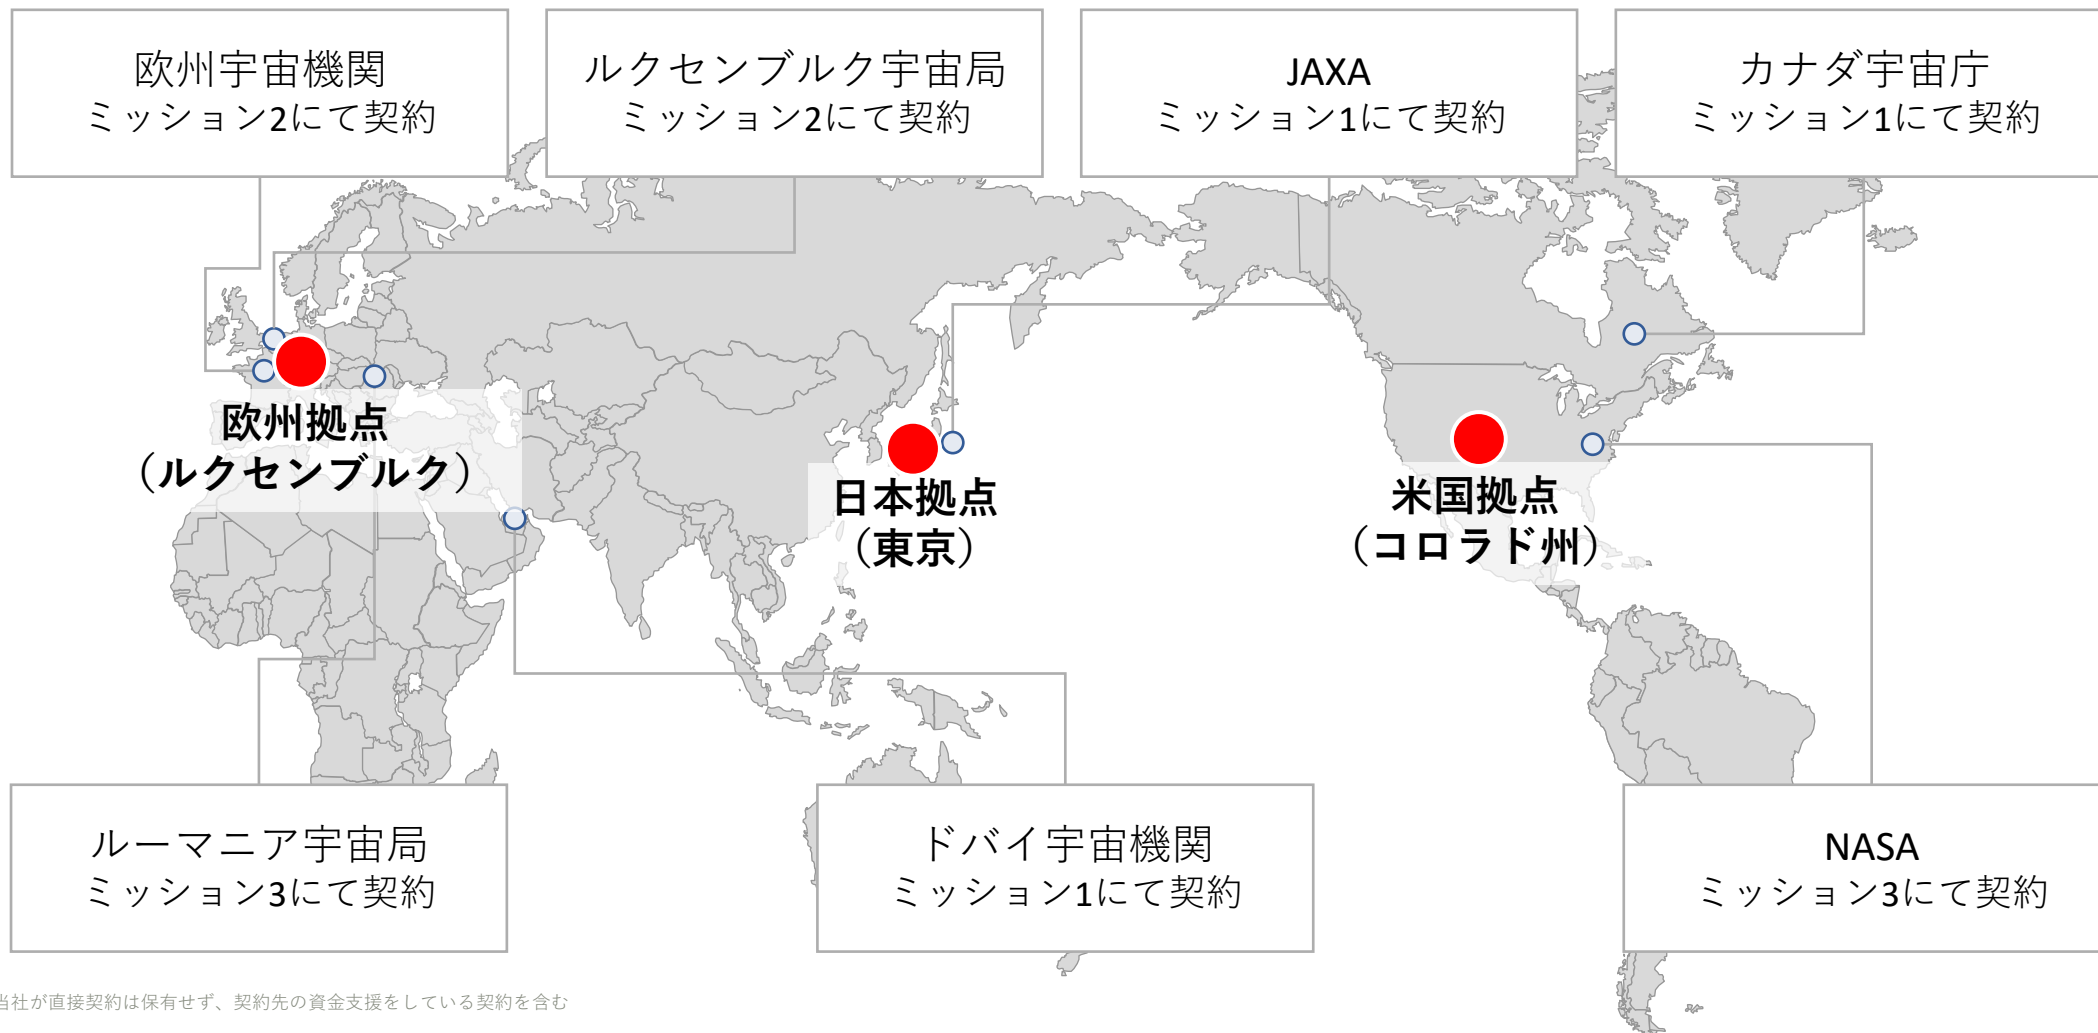 欧州宇宙機関
ミッション2にて契約
ルクセンブルク宇宙局
ミッション2にて契約
JAXA
ミッション1にて契約
カナダ宇宙庁
ミッション1にて契約
欧州拠点
（ルクセンブルク）
日本拠点
（東京）
米国拠点
（コロラド州）
ルーマニア宇宙局
ミッション3にて契約
ドバイ宇宙機関
ミッション1にて契約
NASA
ミッション3にて契約
当社が直接契約は保有せず、契約先の資金支援をしている契約を含む